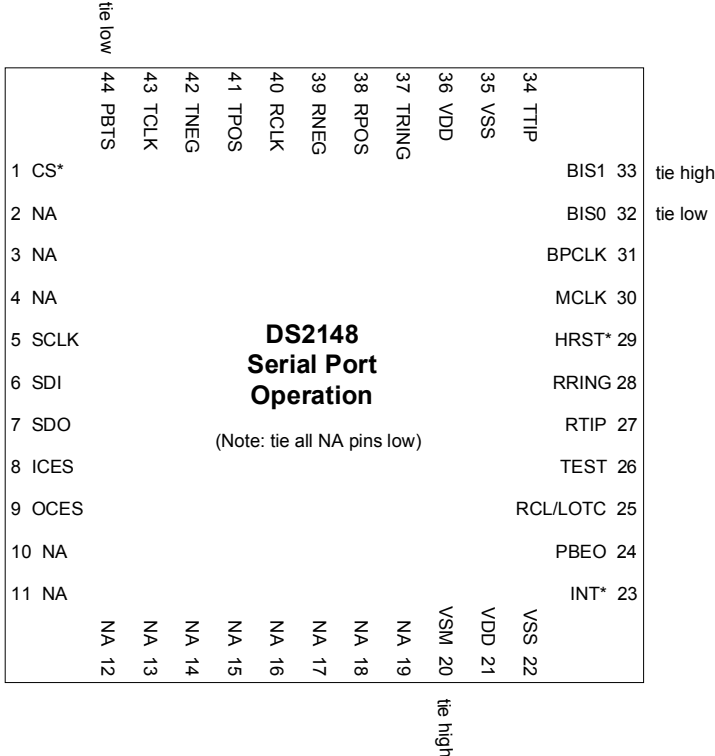 tie low
44 PBTS
43 TCLK
42 TNEG
41 TPOS
40 RCLK
39 RNEG
38 RPOS
37 TRING
36 VDD
35 VSS
34 TTIP
1 CS*
2 NA
3 NA
4 NA
5 SCLK
6 SDI
7 SDO
8 ICES
9 OCES
10 NA
11 NA
DS2148
Serial Port
Operation
(Note: tie all NA pins low)
BIS1 33 tie high
BIS0 32 tie low
BPCLK 31
MCLK 30
HRST* 29
RRING 28
RTIP 27
TEST 26
RCL/LOTC 25
PBEO 24
INT* 23
NA 12
NA 13
NA 14
NA 15
NA 16
NA 17
NA 18
NA 19
VSM 20
VDD 21
VSS 22
tie high